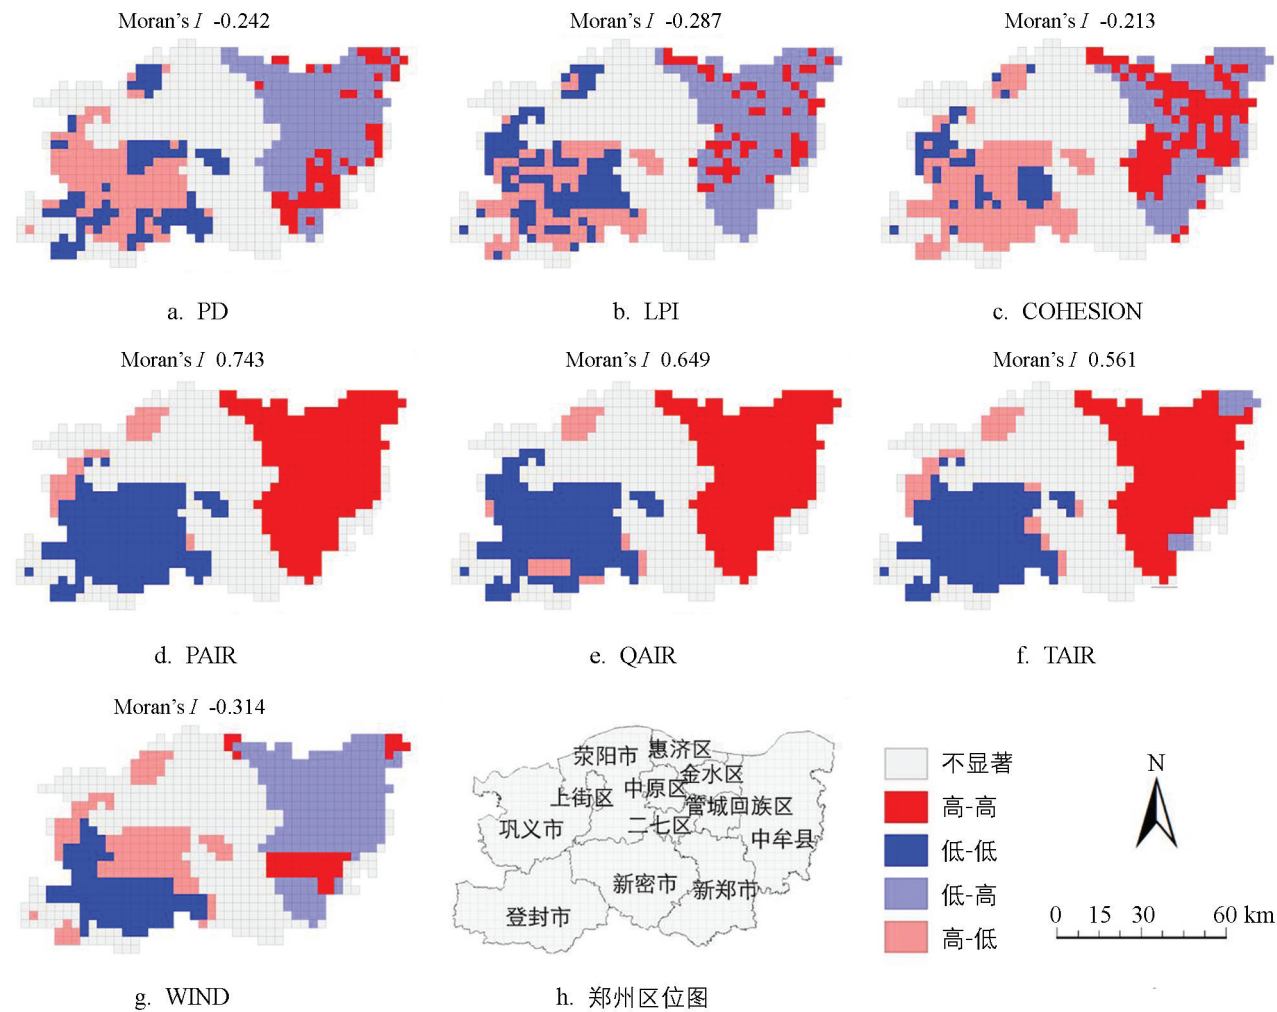 Moran's I -0.242
Moran's I -0.287
Moran's I -0.213
a. PD
b. LPI
c. COHESION
Moran's I 0.743
Moran's I 0.649
Moran's I 0.561
d. PAIR
e. QAIR
f. TAIR
Moran's I -0.314
g. WIND
荥阳市
惠济区
金水区
上街区
中原区
管城回族区
巩义市
二七区
中牟县
新密市
新郑市
登封市
h. 郑州区位图
不显著
高-高
低-低
低-高
高-低
N
0 15 30 60 km